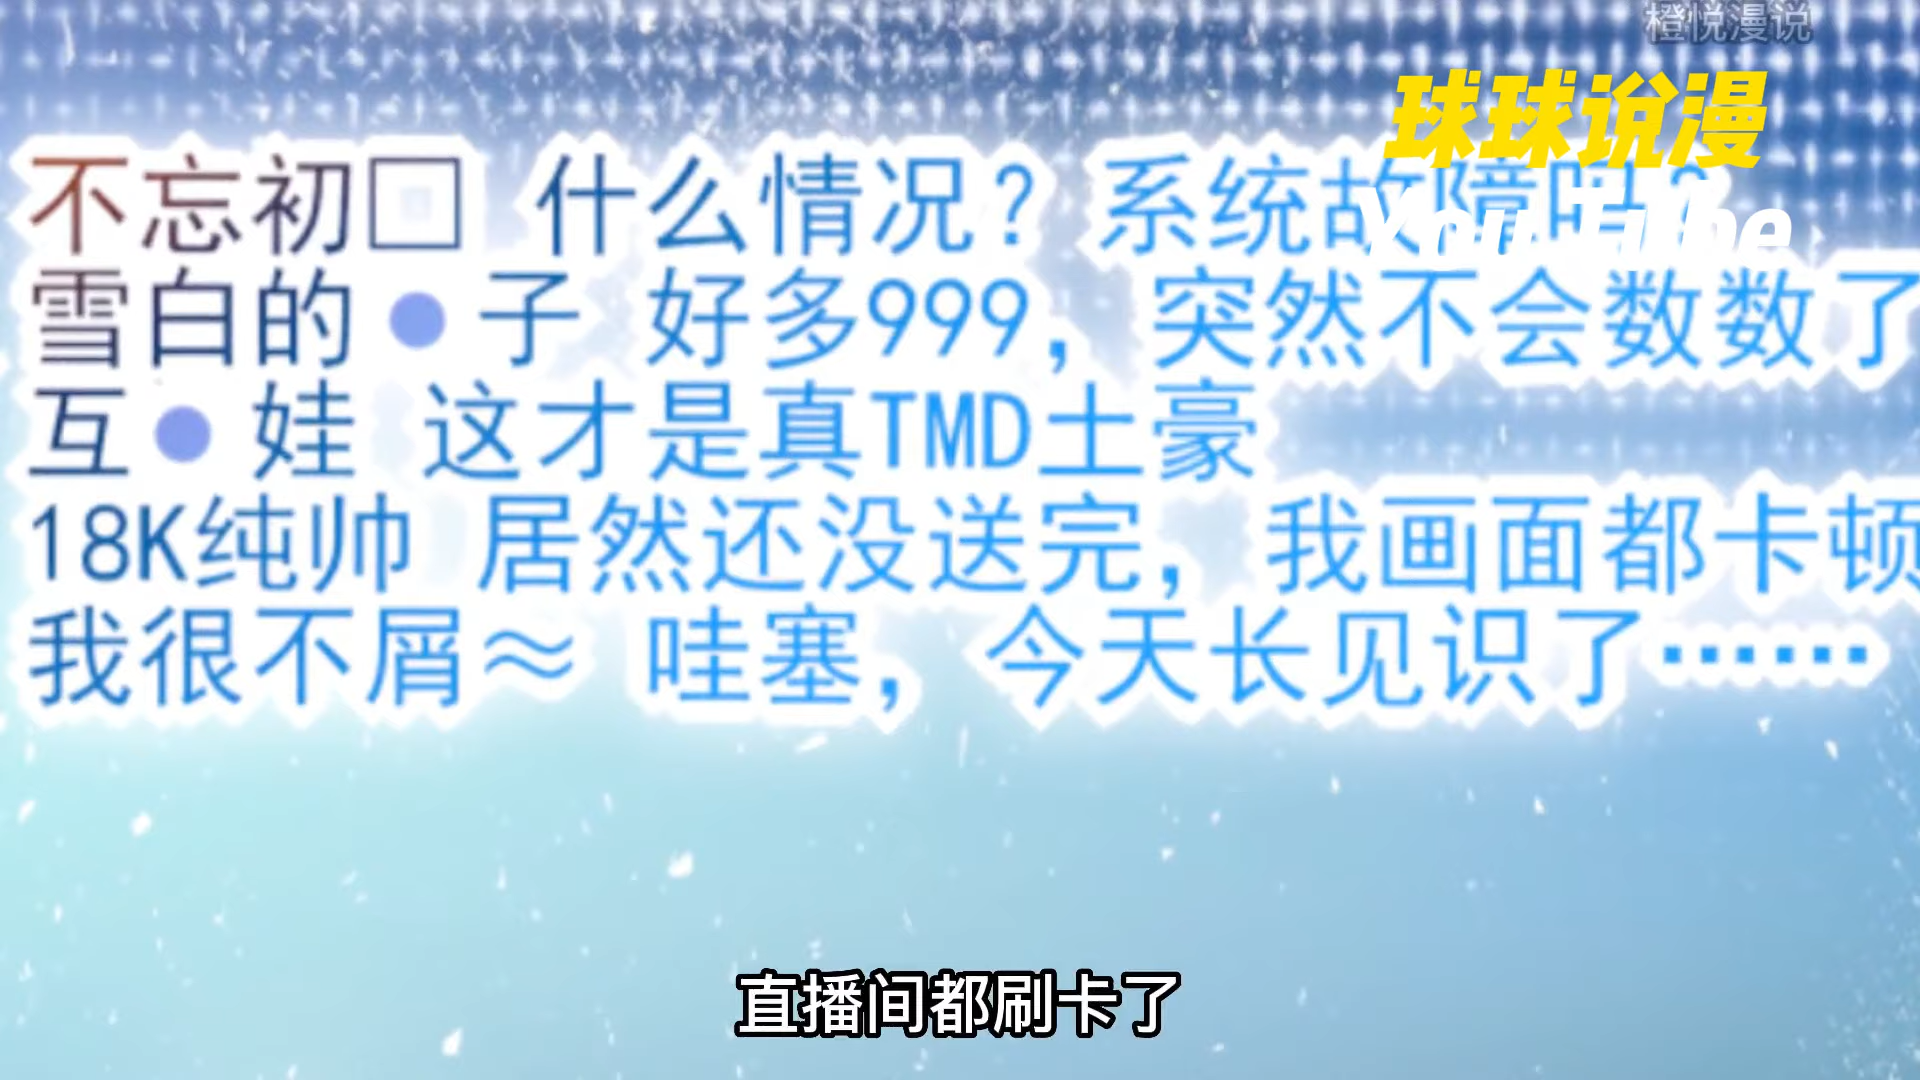 橙悦漫说
球球说漫
YouTube
不忘初□ 什么情况？系统故障吗？
雪白的●子 好多999，突然不会数数了
互●娃 这才是真TMD土豪
18K纯帅 居然还没送完，我画面都卡顿
我很不屑≈ 哇塞，今天长见识了……
直播间都刷卡了